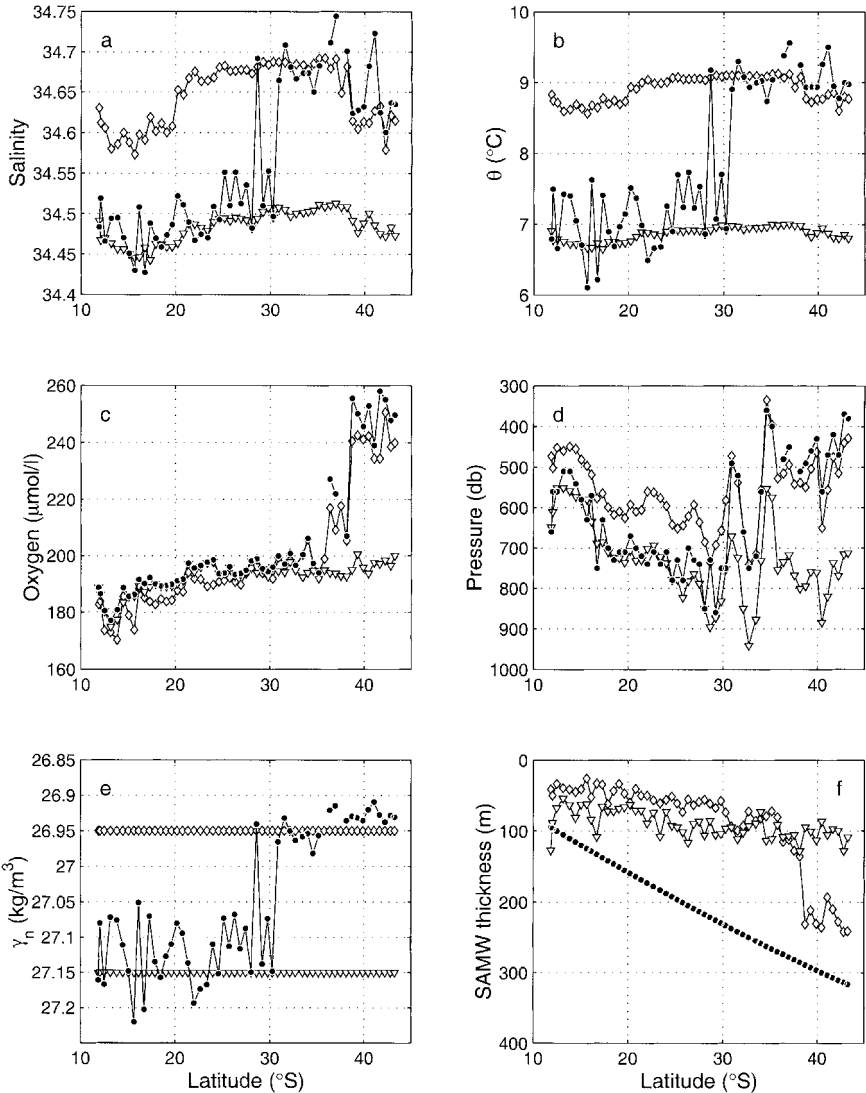 a
34.75
34.7
34.65
34.6
34.55
34.5
34.45
34.4
Salinity
10 20 30 40
b
10
9
8
7
6
θ (°C)
10 20 30 40
c
260
240
220
200
180
160
Oxygen (μmol/l)
10 20 30 40
d
300
400
500
600
700
800
900
1000
Pressure (db)
10 20 30 40
e
26.85
26.9
26.95
27
27.05
27.1
27.15
27.2
γn (kg/m³)
10 20 30 40
Latitude (°S)
f
0
100
200
300
400
SAMW thickness (m)
10 20 30 40
Latitude (°S)